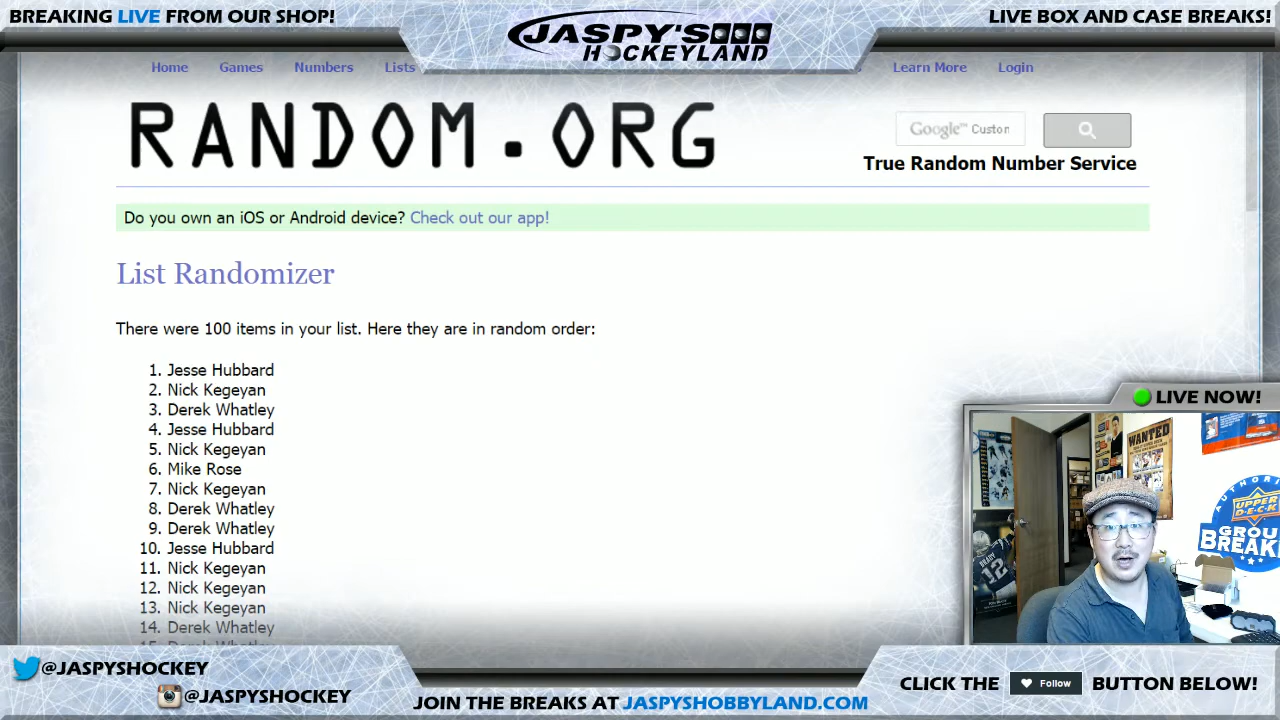 BREAKING LIVE FROM OUR SHOP!
JASPY'S
HOCKEYLAND
LIVE BOX AND CASE BREAKS!
Home Games Numbers Lists Learn More Login
RANDOM.ORG
Google™ Custon
True Random Number Service
Do you own an iOS or Android device? Check out our app!
List Randomizer
There were 100 items in your list. Here they are in random order:
1. Jesse Hubbard
2. Nick Kegeyan
3. Derek Whatley
4. Jesse Hubbard
5. Nick Kegeyan
6. Mike Rose
7. Nick Kegeyan
8. Derek Whatley
9. Derek Whatley
10. Jesse Hubbard
11. Nick Kegeyan
12. Nick Kegeyan
13. Nick Kegeyan
14. Derek Whatley
LIVE NOW!
WANTED
AUTHORI
UPPER
DECK
GROU
BREAK
BRADY
12
@JASPYSHOCKEY
@JASPYSHOCKEY
JOIN THE BREAKS AT JASPYSHOBBYLAND.COM
CLICK THE Follow BUTTON BELOW!